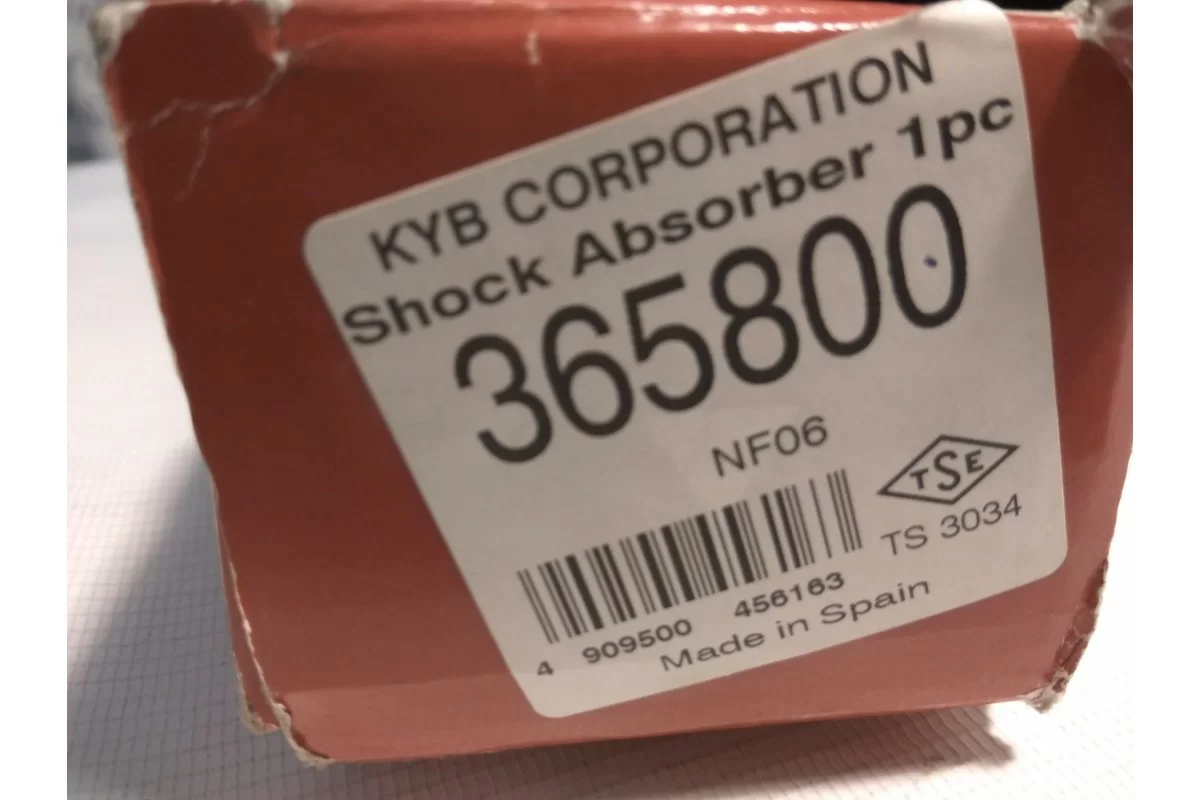 KYB CORPORATION
Shock Absorber 1pc
365800
NF06
TSE
TS 3034
4 909500 456163
Made in Spain